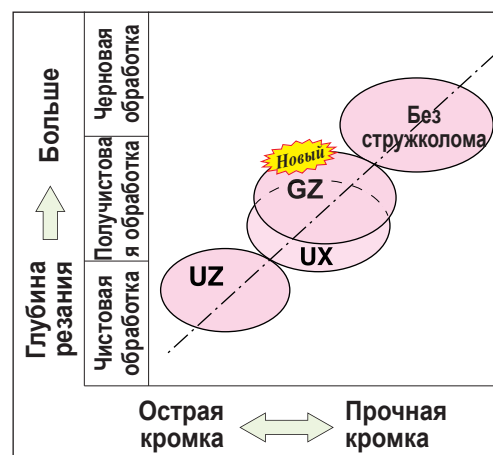 Больше
Глубина
резания
Черновая
обработка
Получистова
я обработка
Чистовая
обработка
Без
стружколома
Новый
GZ
UX
UZ
Острая
кромка
Прочная
кромка